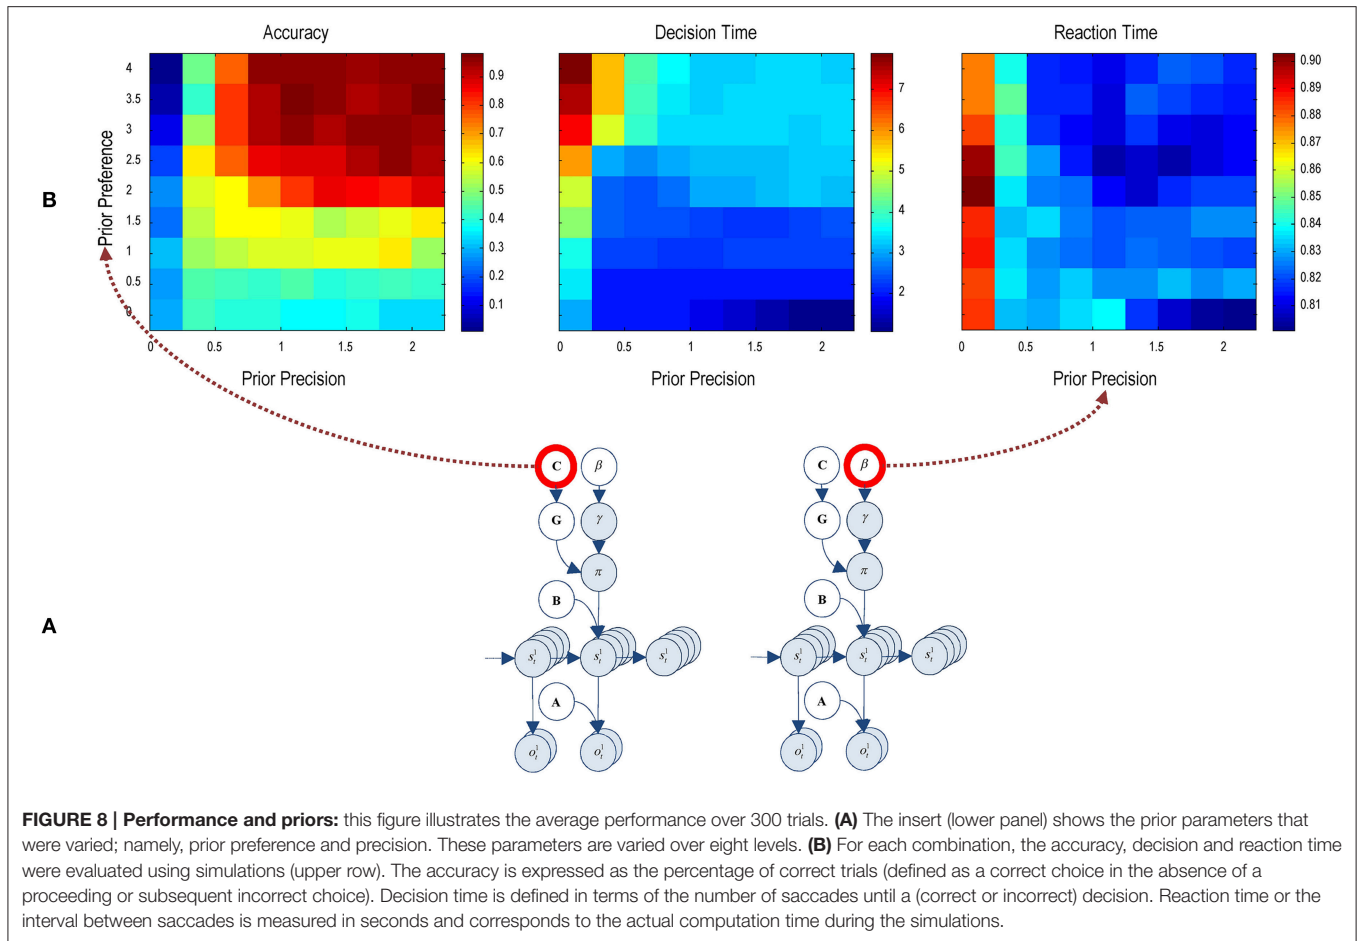 Accuracy
Decision Time
Reaction Time
B
Prior Preference
4
3.5
3
2.5
2
1.5
1
0.5
0
0 0.5 1 1.5 2
Prior Precision
0.9
0.8
0.7
0.6
0.5
0.4
0.3
0.2
0.1
0 0.5 1 1.5 2
Prior Precision
7
6
5
4
3
2
0 0.5 1 1.5 2
Prior Precision
0.90
0.89
0.88
0.87
0.86
0.85
0.84
0.83
0.82
0.81
A
C β
G γ
π
B
s¹ₜ s¹ₜ s¹ₜ
A
o¹ₜ o¹ₜ
C β
G γ
π
B
s¹ₜ s¹ₜ s¹ₜ
A
o¹ₜ o¹ₜ
FIGURE 8 | Performance and priors: this figure illustrates the average performance over 300 trials. (A) The insert (lower panel) shows the prior parameters that
were varied; namely, prior preference and precision. These parameters are varied over eight levels. (B) For each combination, the accuracy, decision and reaction time
were evaluated using simulations (upper row). The accuracy is expressed as the percentage of correct trials (defined as a correct choice in the absence of a
proceeding or subsequent incorrect choice). Decision time is defined in terms of the number of saccades until a (correct or incorrect) decision. Reaction time or the
interval between saccades is measured in seconds and corresponds to the actual computation time during the simulations.